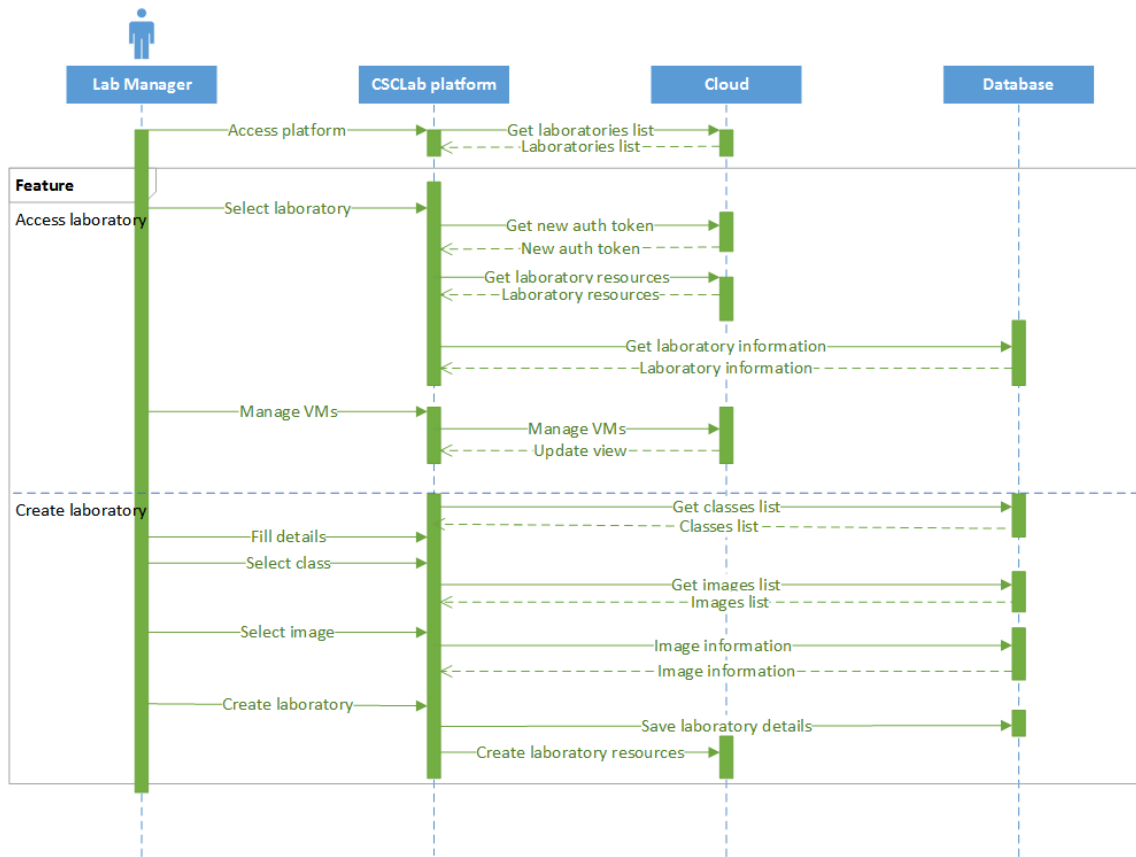 Lab Manager
CSCLab platform
Cloud
Database
Access platform
Get laboratories list
Laboratories list
Feature
Access laboratory
Select laboratory
Get new auth token
New auth token
Get laboratory resources
Laboratory resources
Get laboratory information
Laboratory information
Manage VMs
Manage VMs
Update view
Create laboratory
Get classes list
Classes list
Fill details
Select class
Get images list
Images list
Select image
Image information
Image information
Create laboratory
Save laboratory details
Create laboratory resources